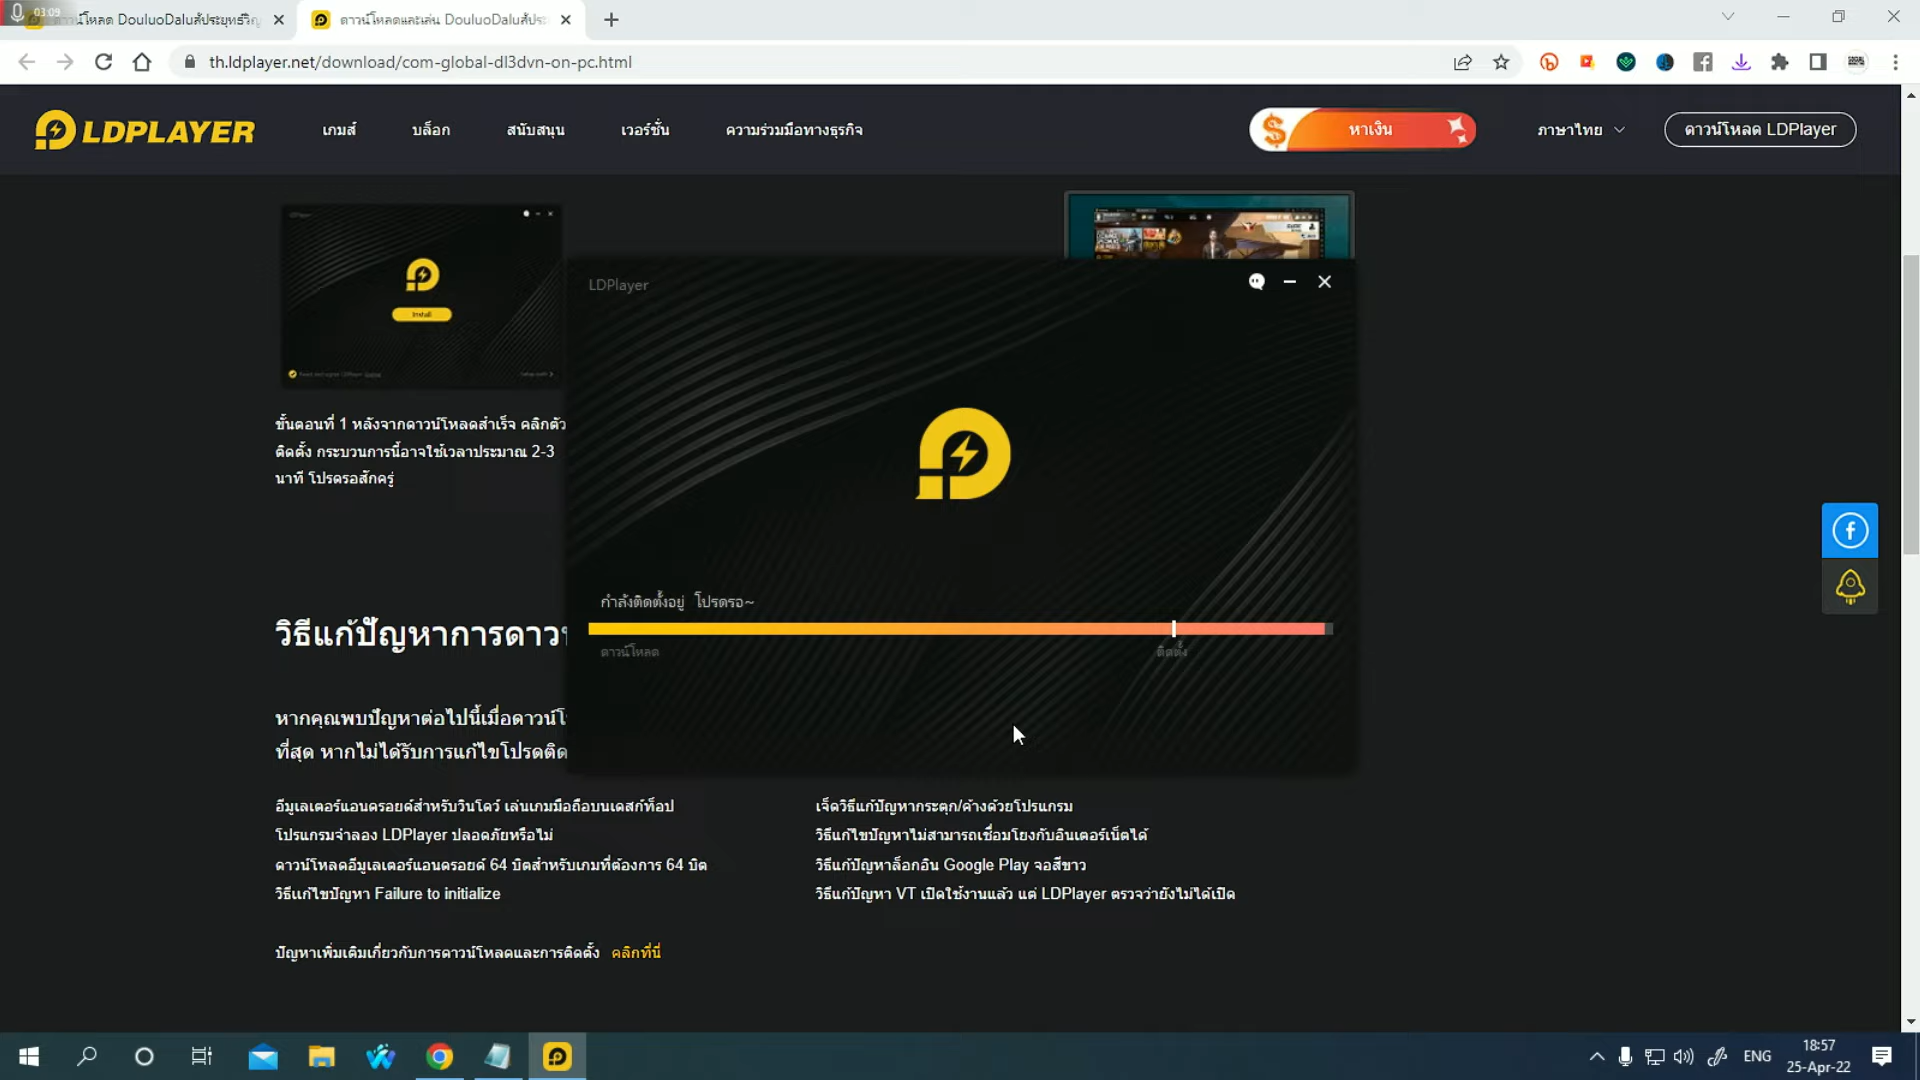 03:09
ดาวน์โหลด DouluoDaluสัประยุทธ์วิญ
ดาวน์โหลดและเล่น DouluoDaluสัประ
th.ldplayer.net/download/com-global-dl3dvn-on-pc.html
LDPLAYER
เกมส์
บล็อก
สนับสนุน
เวอร์ชั่น
ความร่วมมือทางธุรกิจ
หาเงิน
ภาษาไทย
ดาวน์โหลด LDPlayer
Install
LDPlayer
ขั้นตอนที่ 1 หลังจากดาวน์โหลดสำเร็จ คลิกตัว
ติดตั้ง กระบวนการนี้อาจใช้เวลาประมาณ 2-3
นาที โปรดรอสักครู่
กำลังติดตั้งอยู่ โปรดรอ~
ดาวน์โหลด
ติดตั้ง
วิธีแก้ปัญหาการดาว
หากคุณพบปัญหาต่อไปนี้เมื่อดาวน์โ
ที่สุด หากไม่ได้รับการแก้ไขโปรดติด
อีมูเลเตอร์แอนดรอยด์สำหรับวินโดว์ เล่นเกมมือถือบนเดสก์ท็อป
เจ็ดวิธีแก้ปัญหากระตุก/ค้างด้วยโปรแกรม
โปรแกรมจำลอง LDPlayer ปลอดภัยหรือไม่
วิธีแก้ไขปัญหาไม่สามารถเชื่อมโยงกับอินเตอร์เน็ตได้
ดาวน์โหลดอีมูเลเตอร์แอนดรอยด์ 64 บิตสำหรับเกมที่ต้องการ 64 บิต
วิธีแก้ปัญหาล็อกอิน Google Play จอสีขาว
วิธีแก้ไขปัญหา Failure to initialize
วิธีแก้ปัญหา VT เปิดใช้งานแล้ว แต่ LDPlayer ตรวจว่ายังไม่ได้เปิด
ปัญหาเพิ่มเติมเกี่ยวกับการดาวน์โหลดและการติดตั้ง คลิกที่นี่
ENG
18:57
25-Apr-22